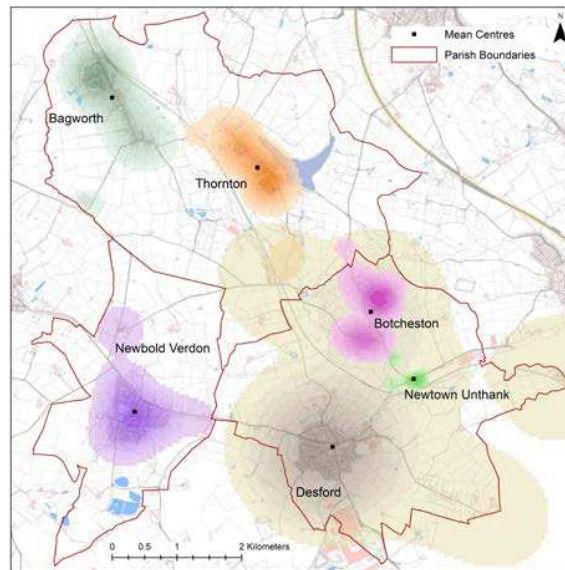 N
Mean Centres
Parish Boundaries
Bagworth
Thornton
Botcheston
Newbold Verdon
Newtown Unthank
Desford
0 0.5 1 2 Kilometers